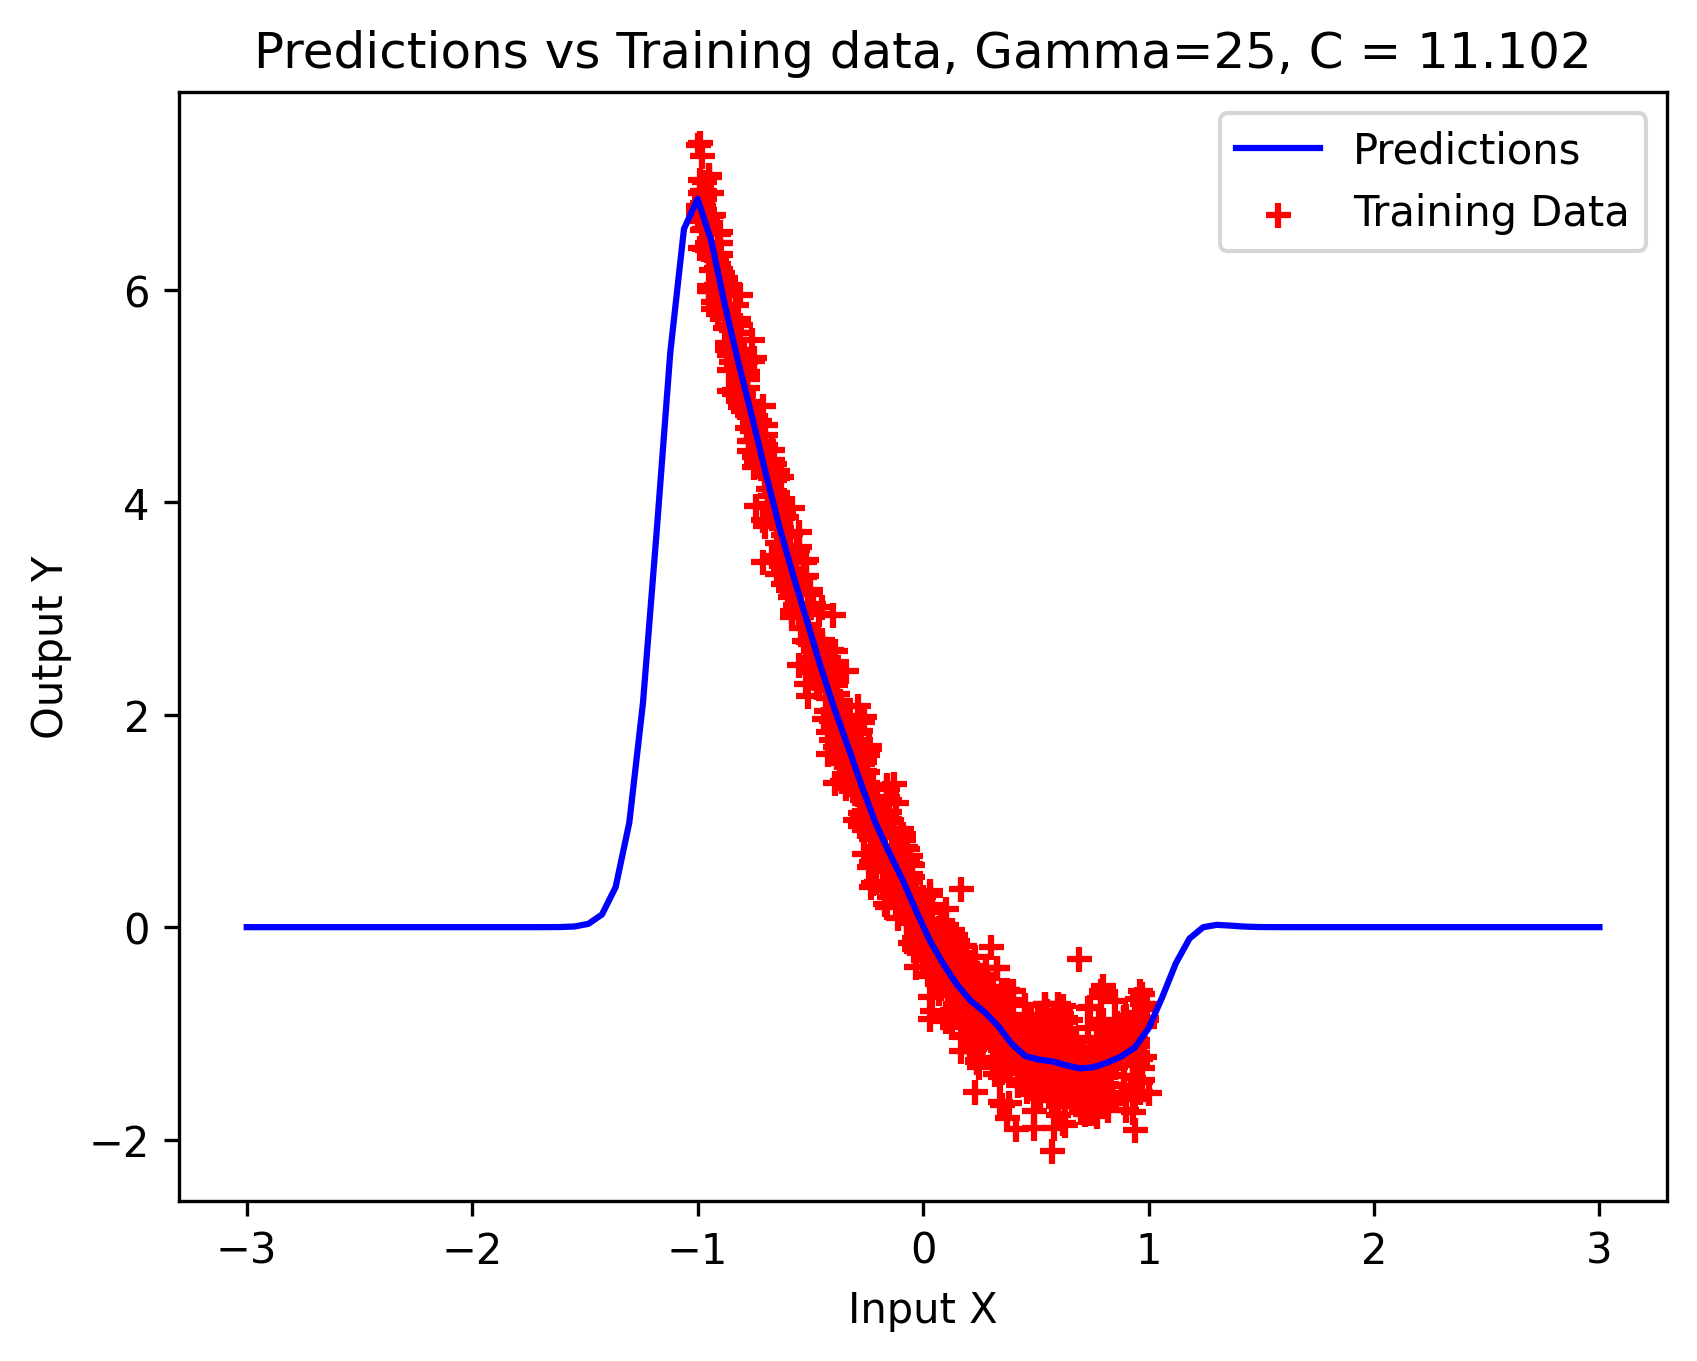 Predictions vs Training data, Gamma=25, C = 11.102
Predictions
Training Data
6
4
2
0
−2
Output Y
−3
−2
−1
0
1
2
3
Input X